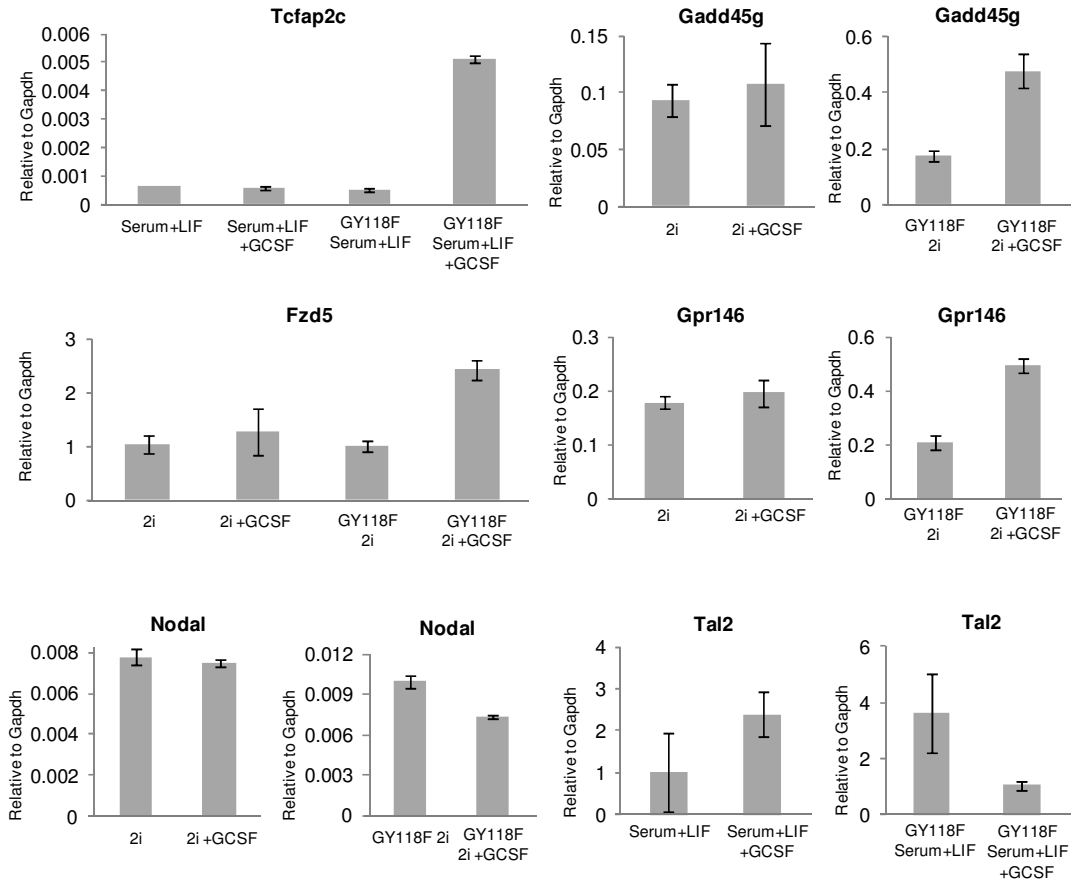 Tcfap2c
Relative to Gapdh
0.006
0.005
0.004
0.003
0.002
0.001
0
Serum+LIF
Serum+LIF
+GCSF
GY118F
Serum+LIF
GY118F
Serum+LIF
+GCSF
Gadd45g
Relative to Gapdh
0.15
0.1
0.05
0
2i
2i +GCSF
Gadd45g
Relative to Gapdh
0.6
0.4
0.2
0
GY118F
2i
GY118F
2i +GCSF
Fzd5
Relative to Gapdh
3
2
1
0
2i
2i +GCSF
GY118F
2i
GY118F
2i +GCSF
Gpr146
Relative to Gapdh
0.3
0.2
0.1
0
2i
2i +GCSF
Gpr146
Relative to Gapdh
0.6
0.4
0.2
0
GY118F
2i
GY118F
2i +GCSF
Nodal
Relative to Gapdh
0.008
0.006
0.004
0.002
0
2i
2i +GCSF
Nodal
Relative to Gapdh
0.012
0.009
0.006
0.003
0
GY118F 2i
GY118F
2i +GCSF
Tal2
Relative to Gapdh
4
3
2
1
0
Serum+LIF
Serum+LIF
+GCSF
Tal2
Relative to Gapdh
6
4
2
0
GY118F
Serum+LIF
GY118F
Serum+LIF
+GCSF